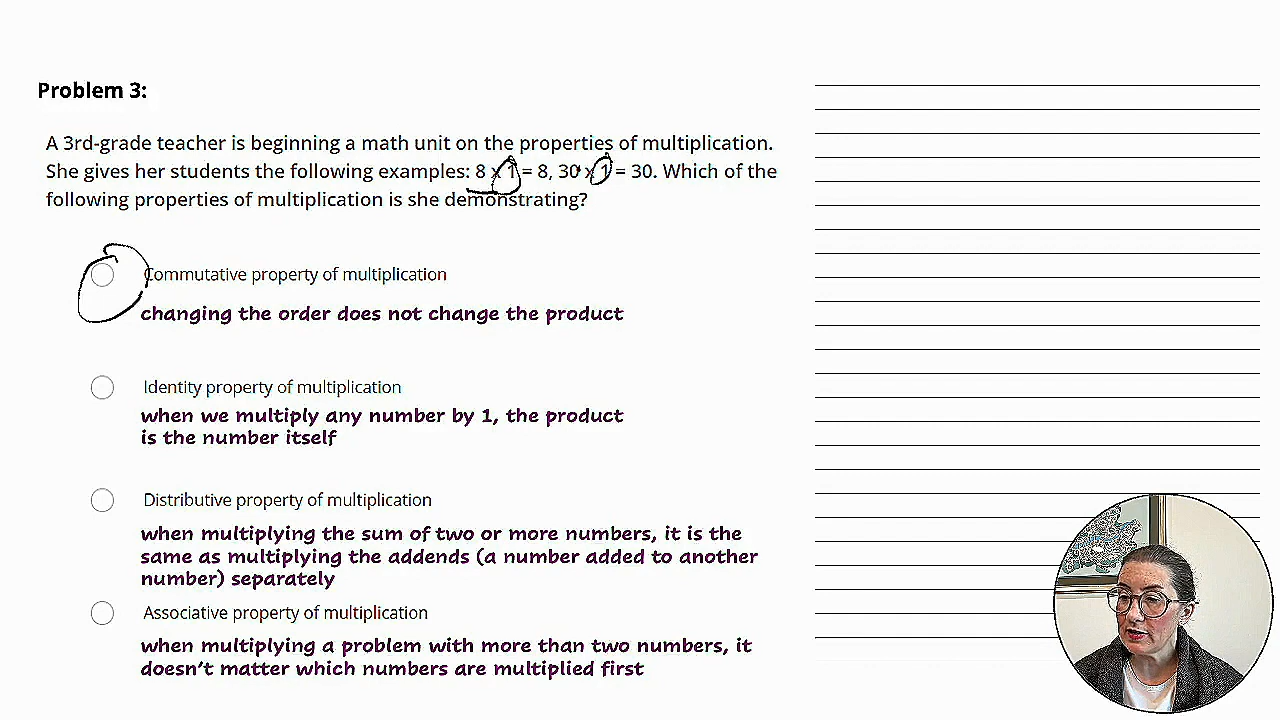 Problem 3:
A 3rd-grade teacher is beginning a math unit on the properties of multiplication.
She gives her students the following examples: 8 x 1 = 8, 30 x 1 = 30. Which of the
following properties of multiplication is she demonstrating?
Commutative property of multiplication
changing the order does not change the product
Identity property of multiplication
when we multiply any number by 1, the product
is the number itself
Distributive property of multiplication
when multiplying the sum of two or more numbers, it is the
same as multiplying the addends (a number added to another
number) separately
Associative property of multiplication
when multiplying a problem with more than two numbers, it
doesn't matter which numbers are multiplied first